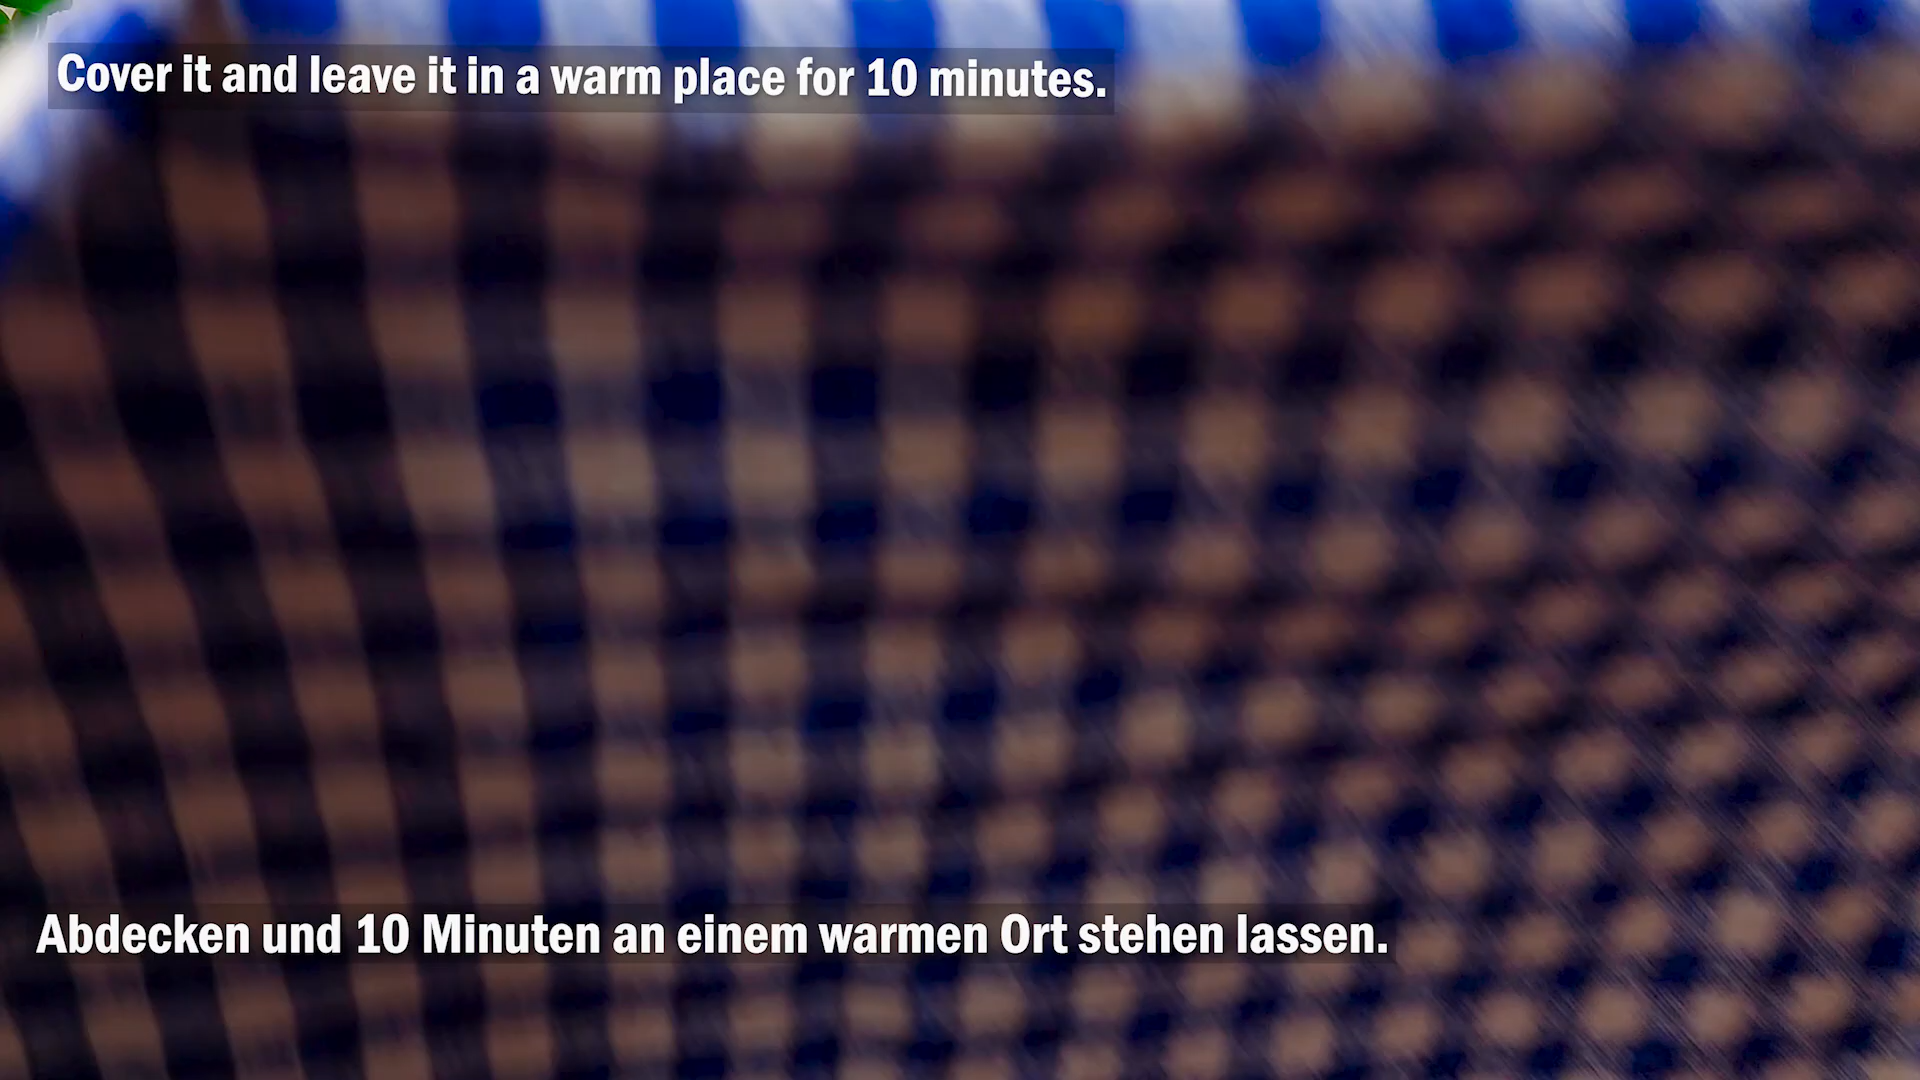 Cover it and leave it in a warm place for 10 minutes.
Abdecken und 10 Minuten an einem warmen Ort stehen lassen.